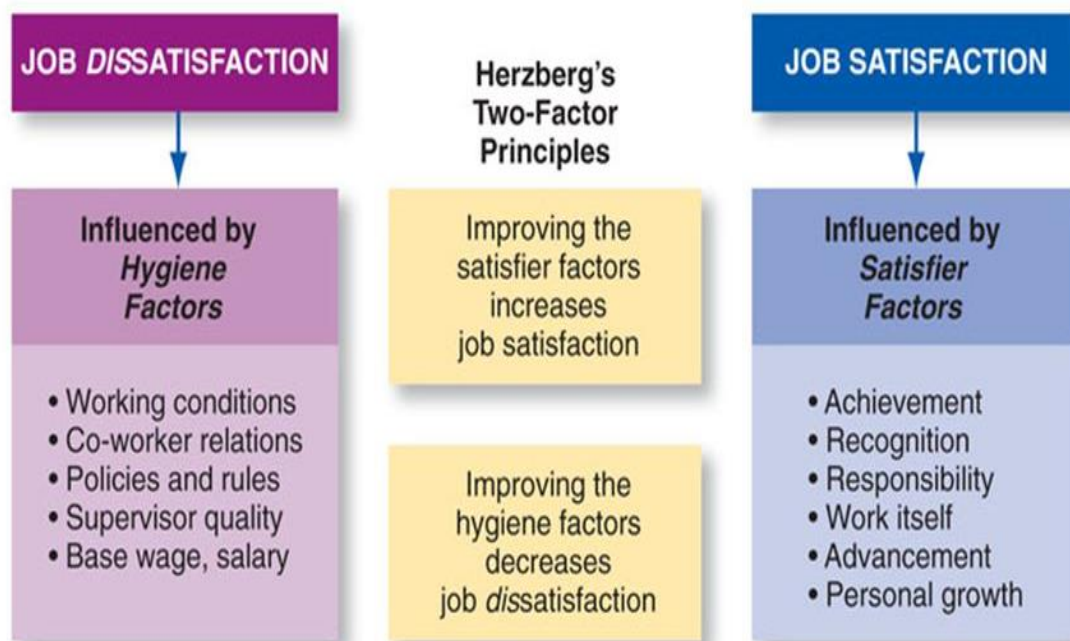 JOB DISSATISFACTION
Influenced by
Hygiene
Factors
• Working conditions
• Co-worker relations
• Policies and rules
• Supervisor quality
• Base wage, salary
Herzberg's
Two-Factor
Principles
Improving the
satisfier factors
increases
job satisfaction
Improving the
hygiene factors
decreases
job dissatisfaction
JOB SATISFACTION
Influenced by
Satisfier
Factors
• Achievement
• Recognition
• Responsibility
• Work itself
• Advancement
• Personal growth